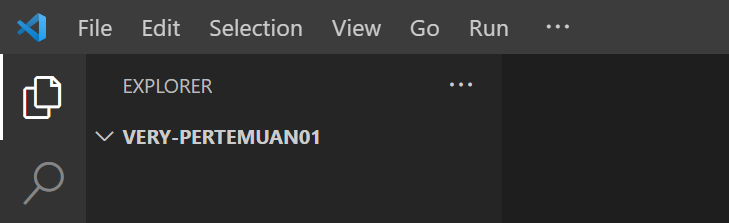 File Edit Selection View Go Run ...
EXPLORER ...
VERY-PERTEMUAN01